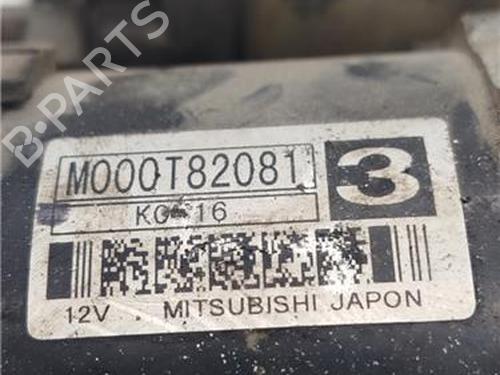 M000T82081
3
12V MITSUBISHI JAPON
B-PARTS